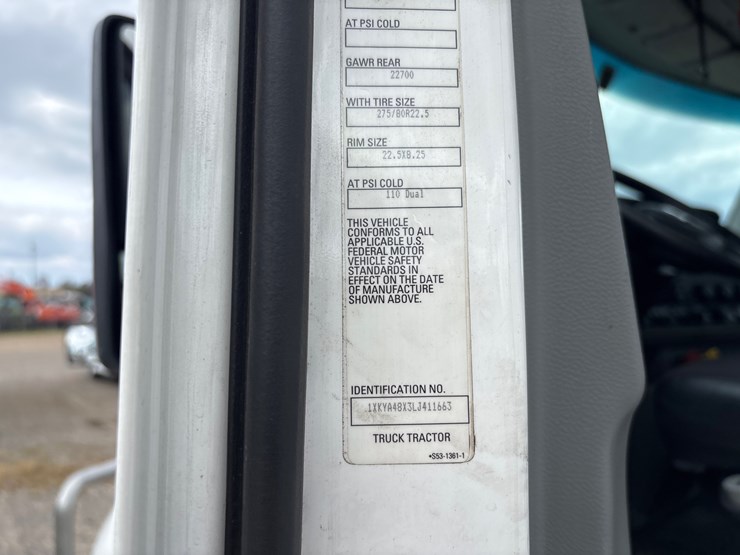 AT PSI COLD
GAWR REAR
22700
WITH TIRE SIZE
275/80R22.5
RIM SIZE
22.5X8.25
AT PSI COLD
110 Dual
THIS VEHICLE
CONFORMS TO ALL
APPLICABLE U.S.
FEDERAL MOTOR
VEHICLE SAFETY
STANDARDS IN
EFFECT ON THE DATE
OF MANUFACTURE
SHOWN ABOVE.
IDENTIFICATION NO.
1XKYA48X3LJ411663
TRUCK TRACTOR
•S53-1361-1